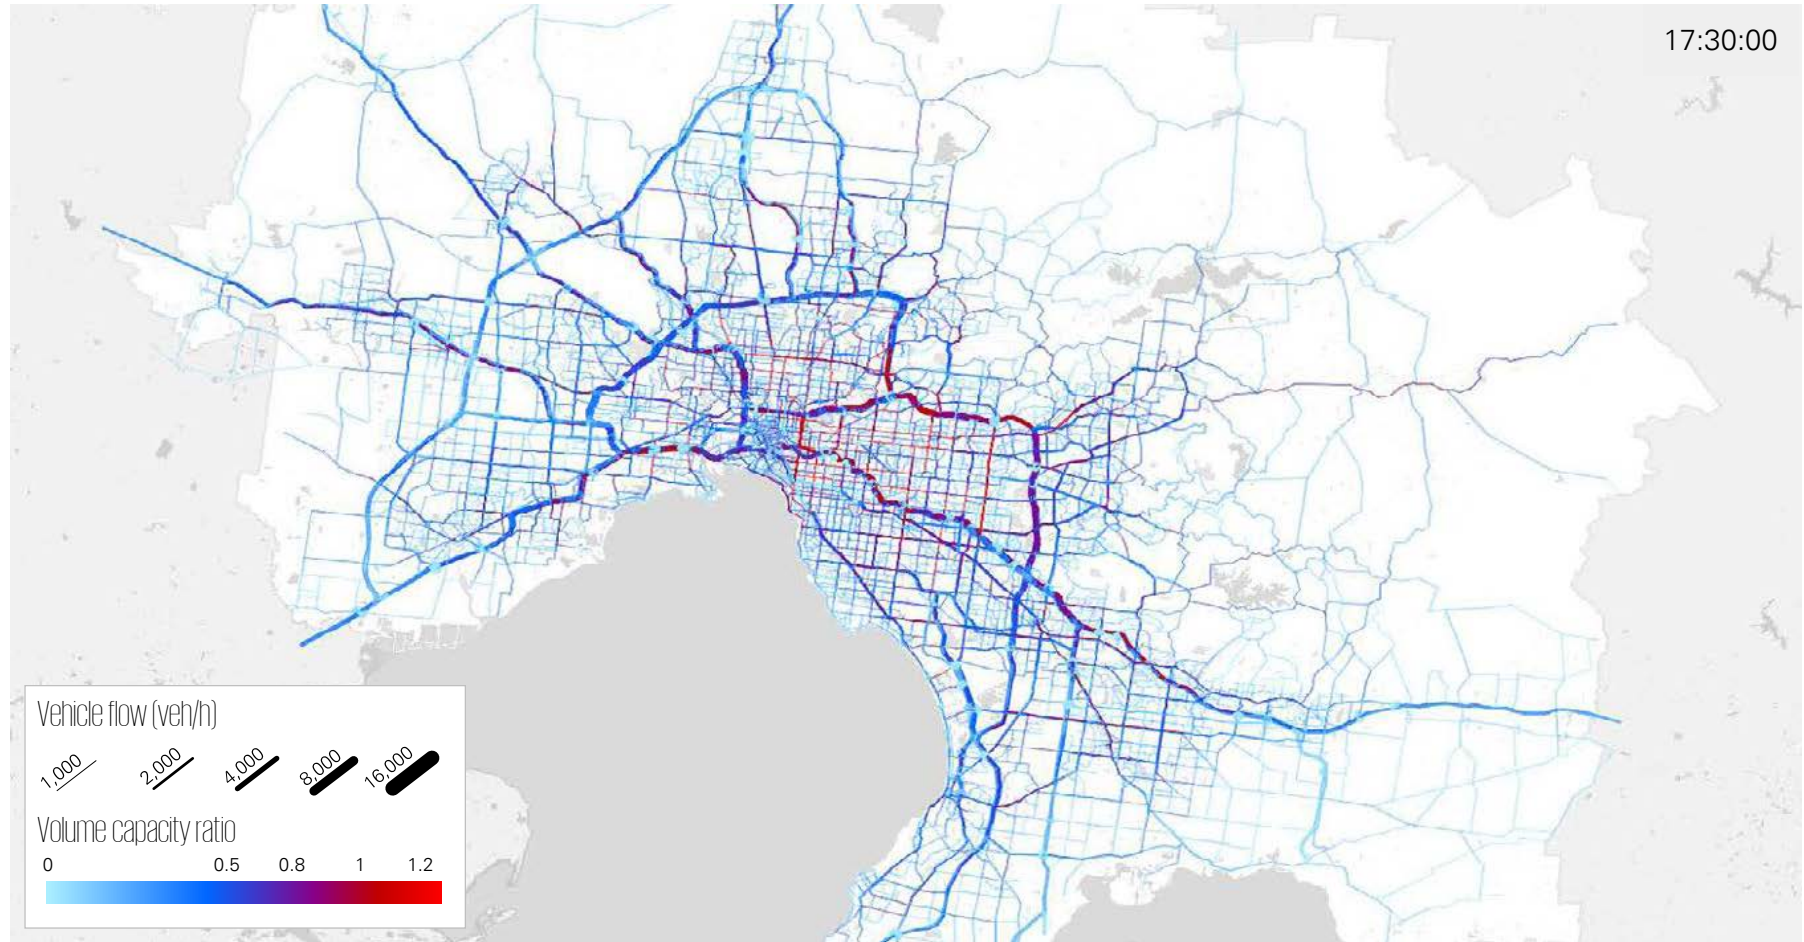 17:30:00
Vehicle flow (veh/h)
1,000 2,000 4,000 8,000 16,000
Volume capacity ratio
0 0.5 0.8 1 1.2